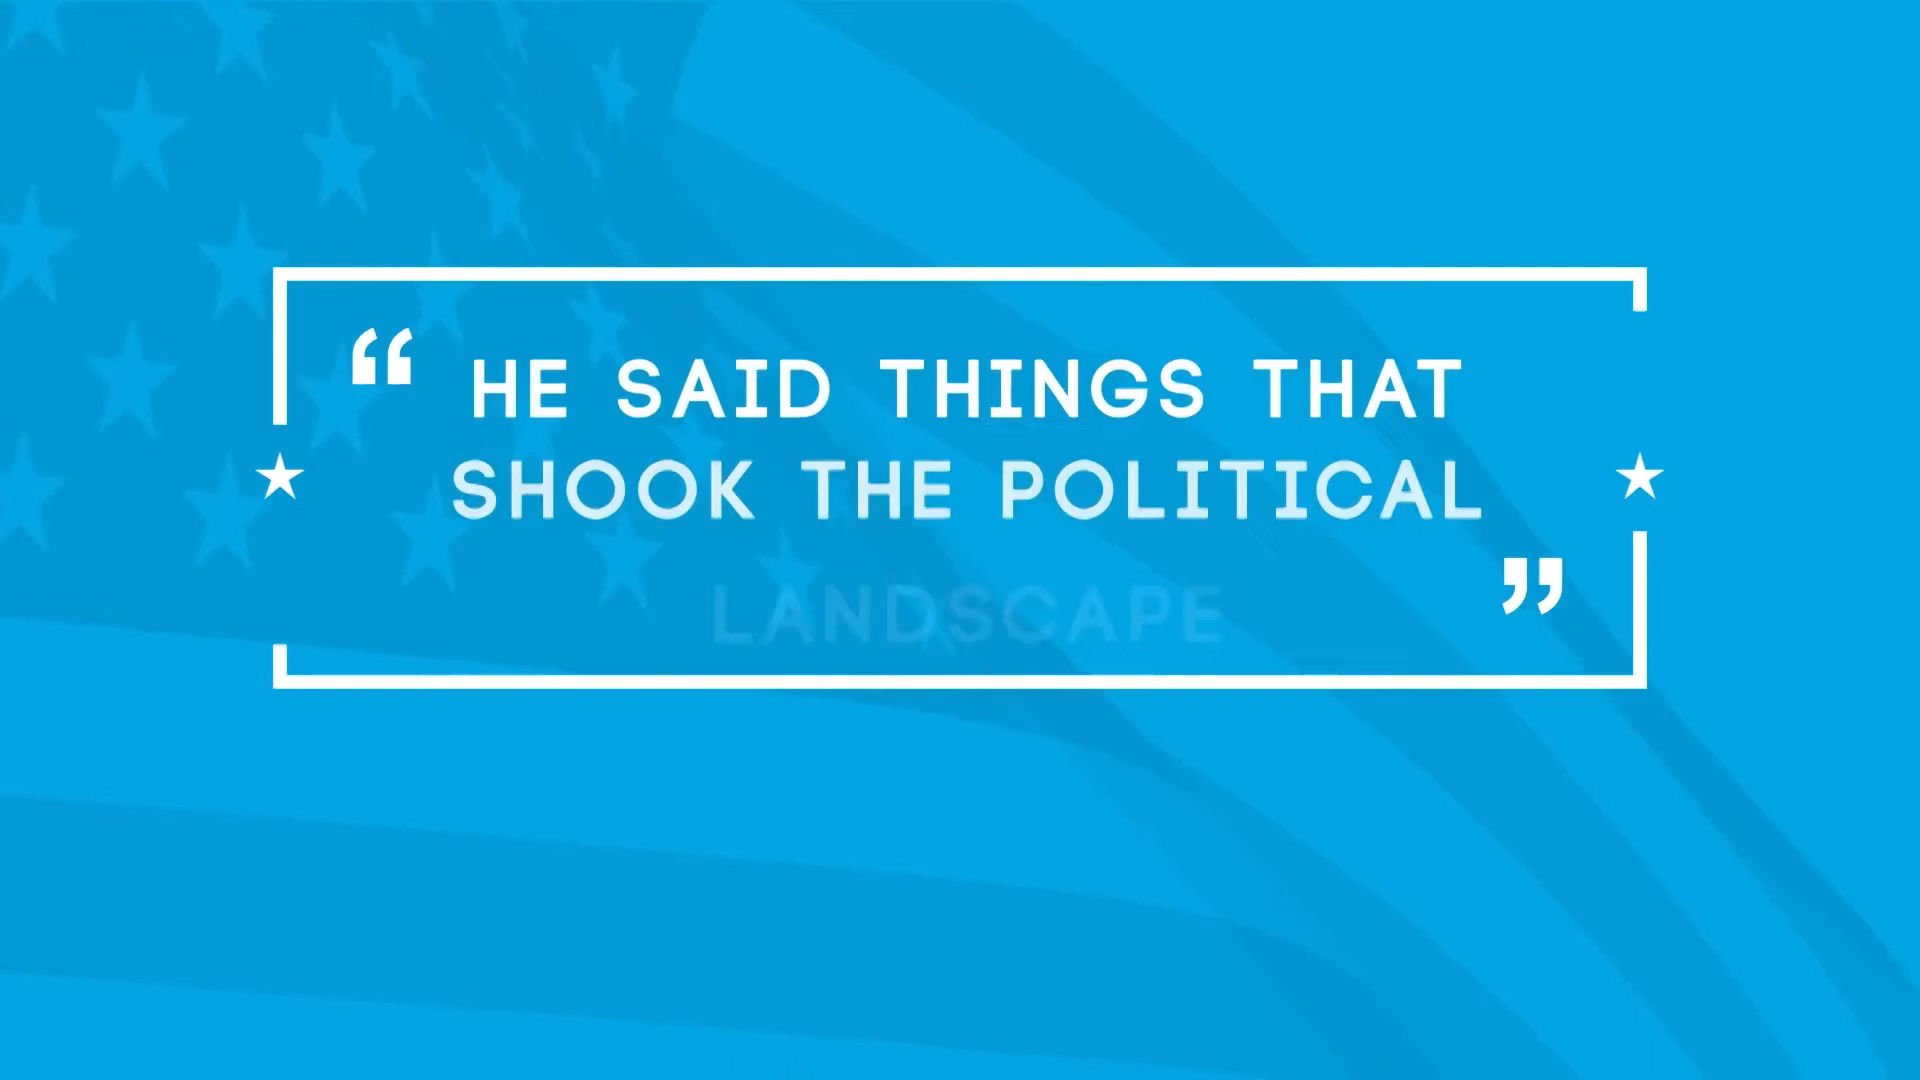 “ HE SAID THINGS THAT
SHOOK THE POLITICAL
LANDSCAPE ”